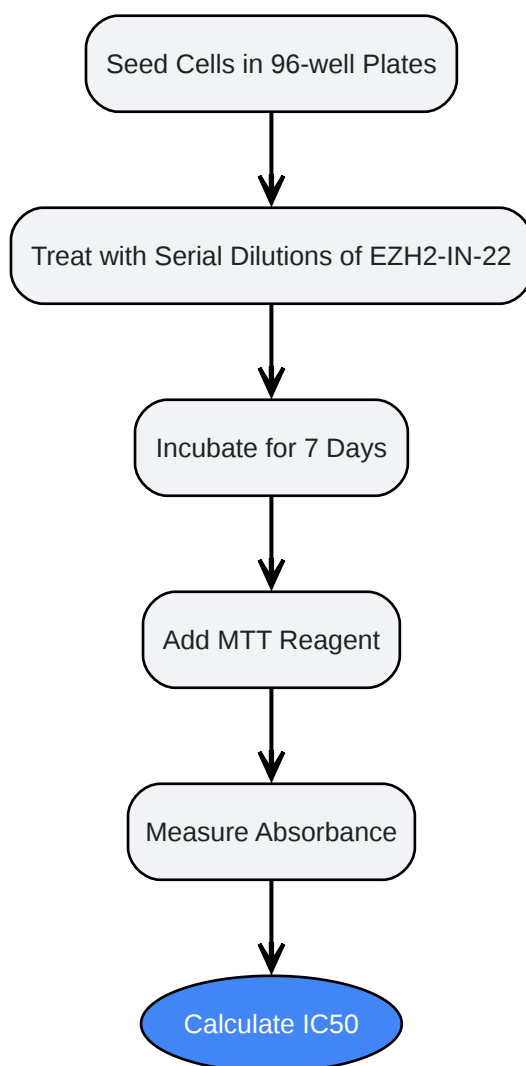 Seed Cells in 96-well Plates
Treat with Serial Dilutions of EZH2-IN-22
Incubate for 7 Days
Add MTT Reagent
Measure Absorbance
Calculate IC50